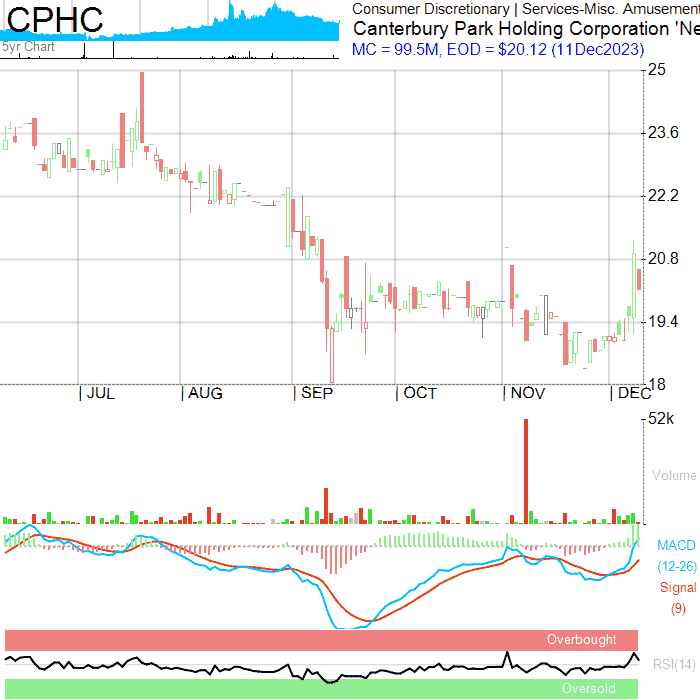 CPHC
5yr Chart
Consumer Discretionary | Services-Misc. Amusement
Canterbury Park Holding Corporation 'Ne
MC = 99.5M, EOD = $20.12 (11Dec2023)
25
23.6
22.2
20.8
19.4
18
| JUL | AUG | SEP | OCT | NOV | DEC
52k
Volume
MACD
(12-26)
Signal
(9)
Overbought
RSI(14)
Oversold